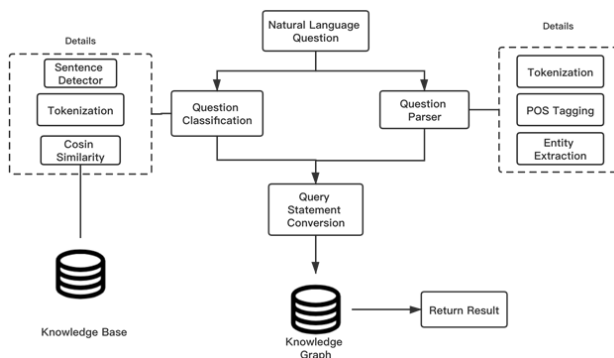 Natural Language
Question
Details
Sentence
Detector
Tokenization
Cosin
Similarity
Question
Classification
Question
Parser
Details
Tokenization
POS Tagging
Entity
Extraction
Query
Statement
Conversion
Knowledge Base
Knowledge
Graph
Return Result